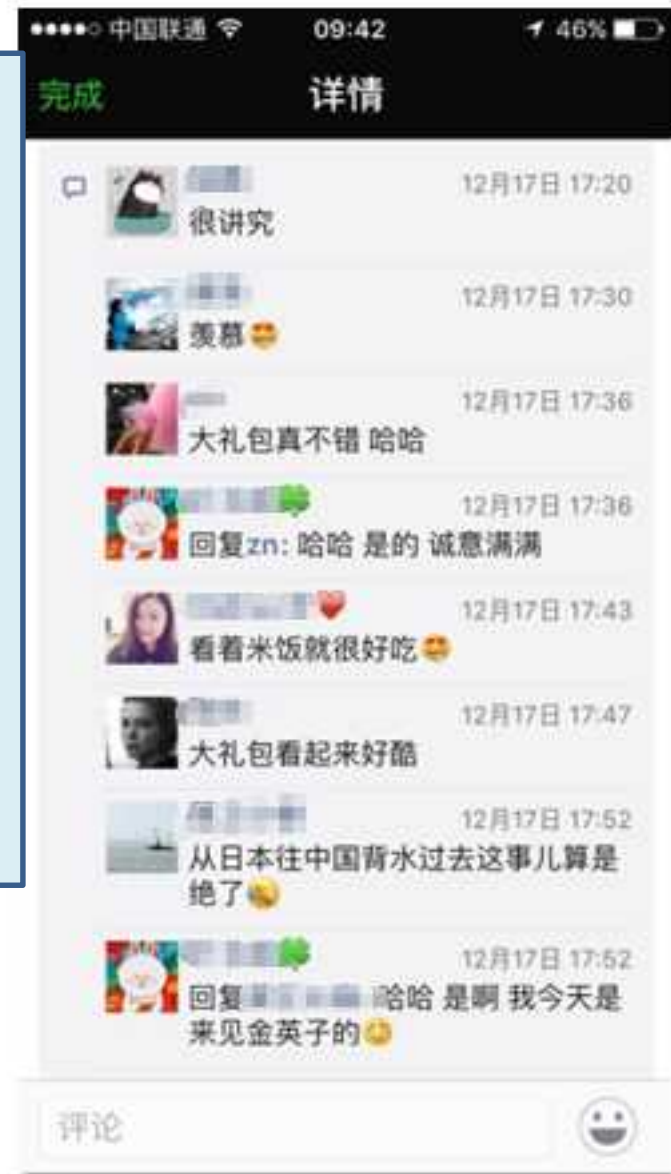 中国联通 09:42 46%
完成 详情
12月17日 17:20
很讲究
12月17日 17:30
羡慕
12月17日 17:36
大礼包真不错 哈哈
12月17日 17:36
回复zn: 哈哈 是的 诚意满满
12月17日 17:43
看着米饭就很好吃
12月17日 17:47
大礼包看起来好酷
12月17日 17:52
从日本往中国背水过去这事儿算是
绝了
12月17日 17:52
回复 哈哈 是啊 我今天是
来见金英子的
评论